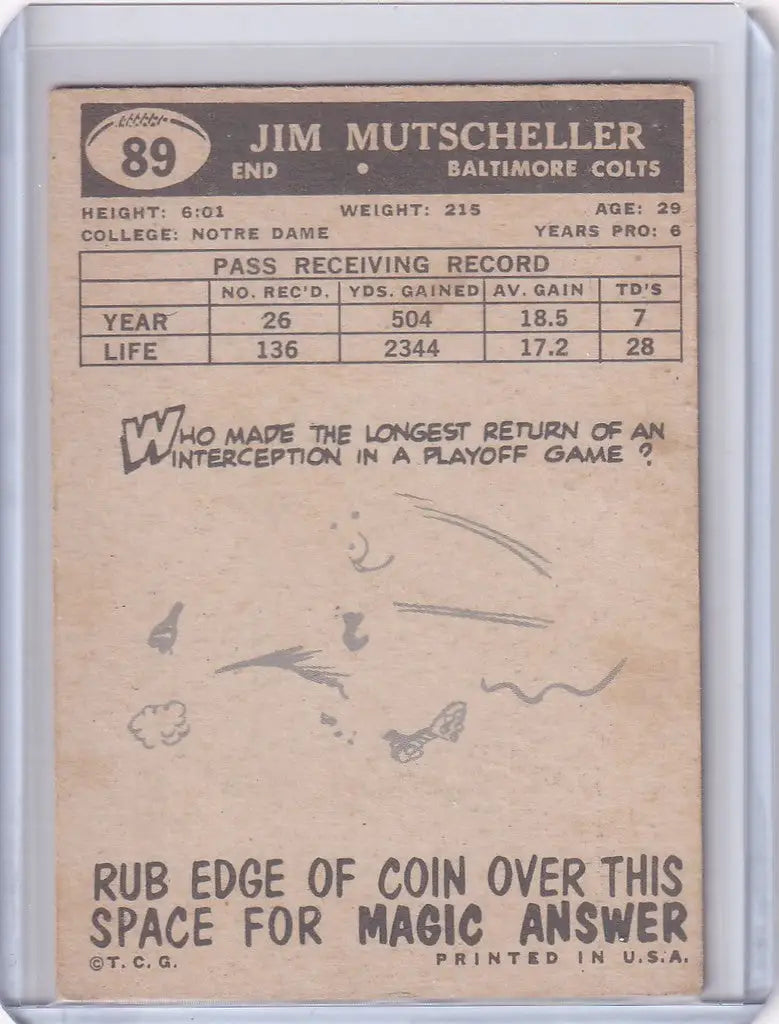 89 JIM MUTSCHELLER
END • BALTIMORE COLTS
HEIGHT: 6:01 WEIGHT: 215 AGE: 29
COLLEGE: NOTRE DAME YEARS PRO: 6
PASS RECEIVING RECORD
NO. REC'D. YDS. GAINED AV. GAIN TD'S
YEAR 26 504 18.5 7
LIFE 136 2344 17.2 28
WHO MADE THE LONGEST RETURN OF AN
INTERCEPTION IN A PLAYOFF GAME ?
RUB EDGE OF COIN OVER THIS
SPACE FOR MAGIC ANSWER
©T. C. G. PRINTED IN U.S.A.